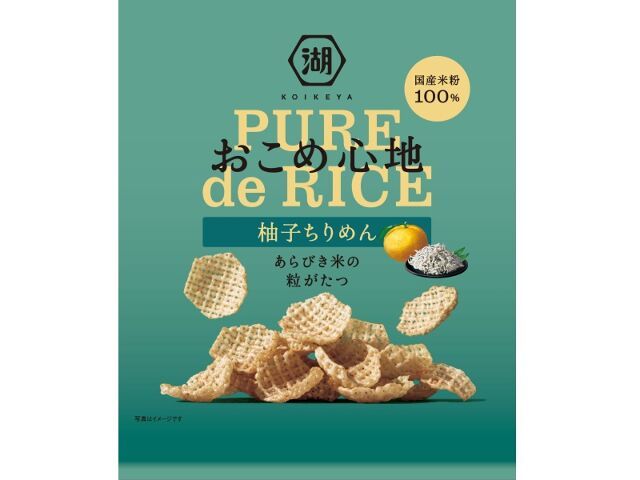 湖
KOIKEYA
国産米粉
100%
PURE
おこめ心地
de RICE
柚子ちりめん
あらびき米の
粒がたつ
写真はイメージです